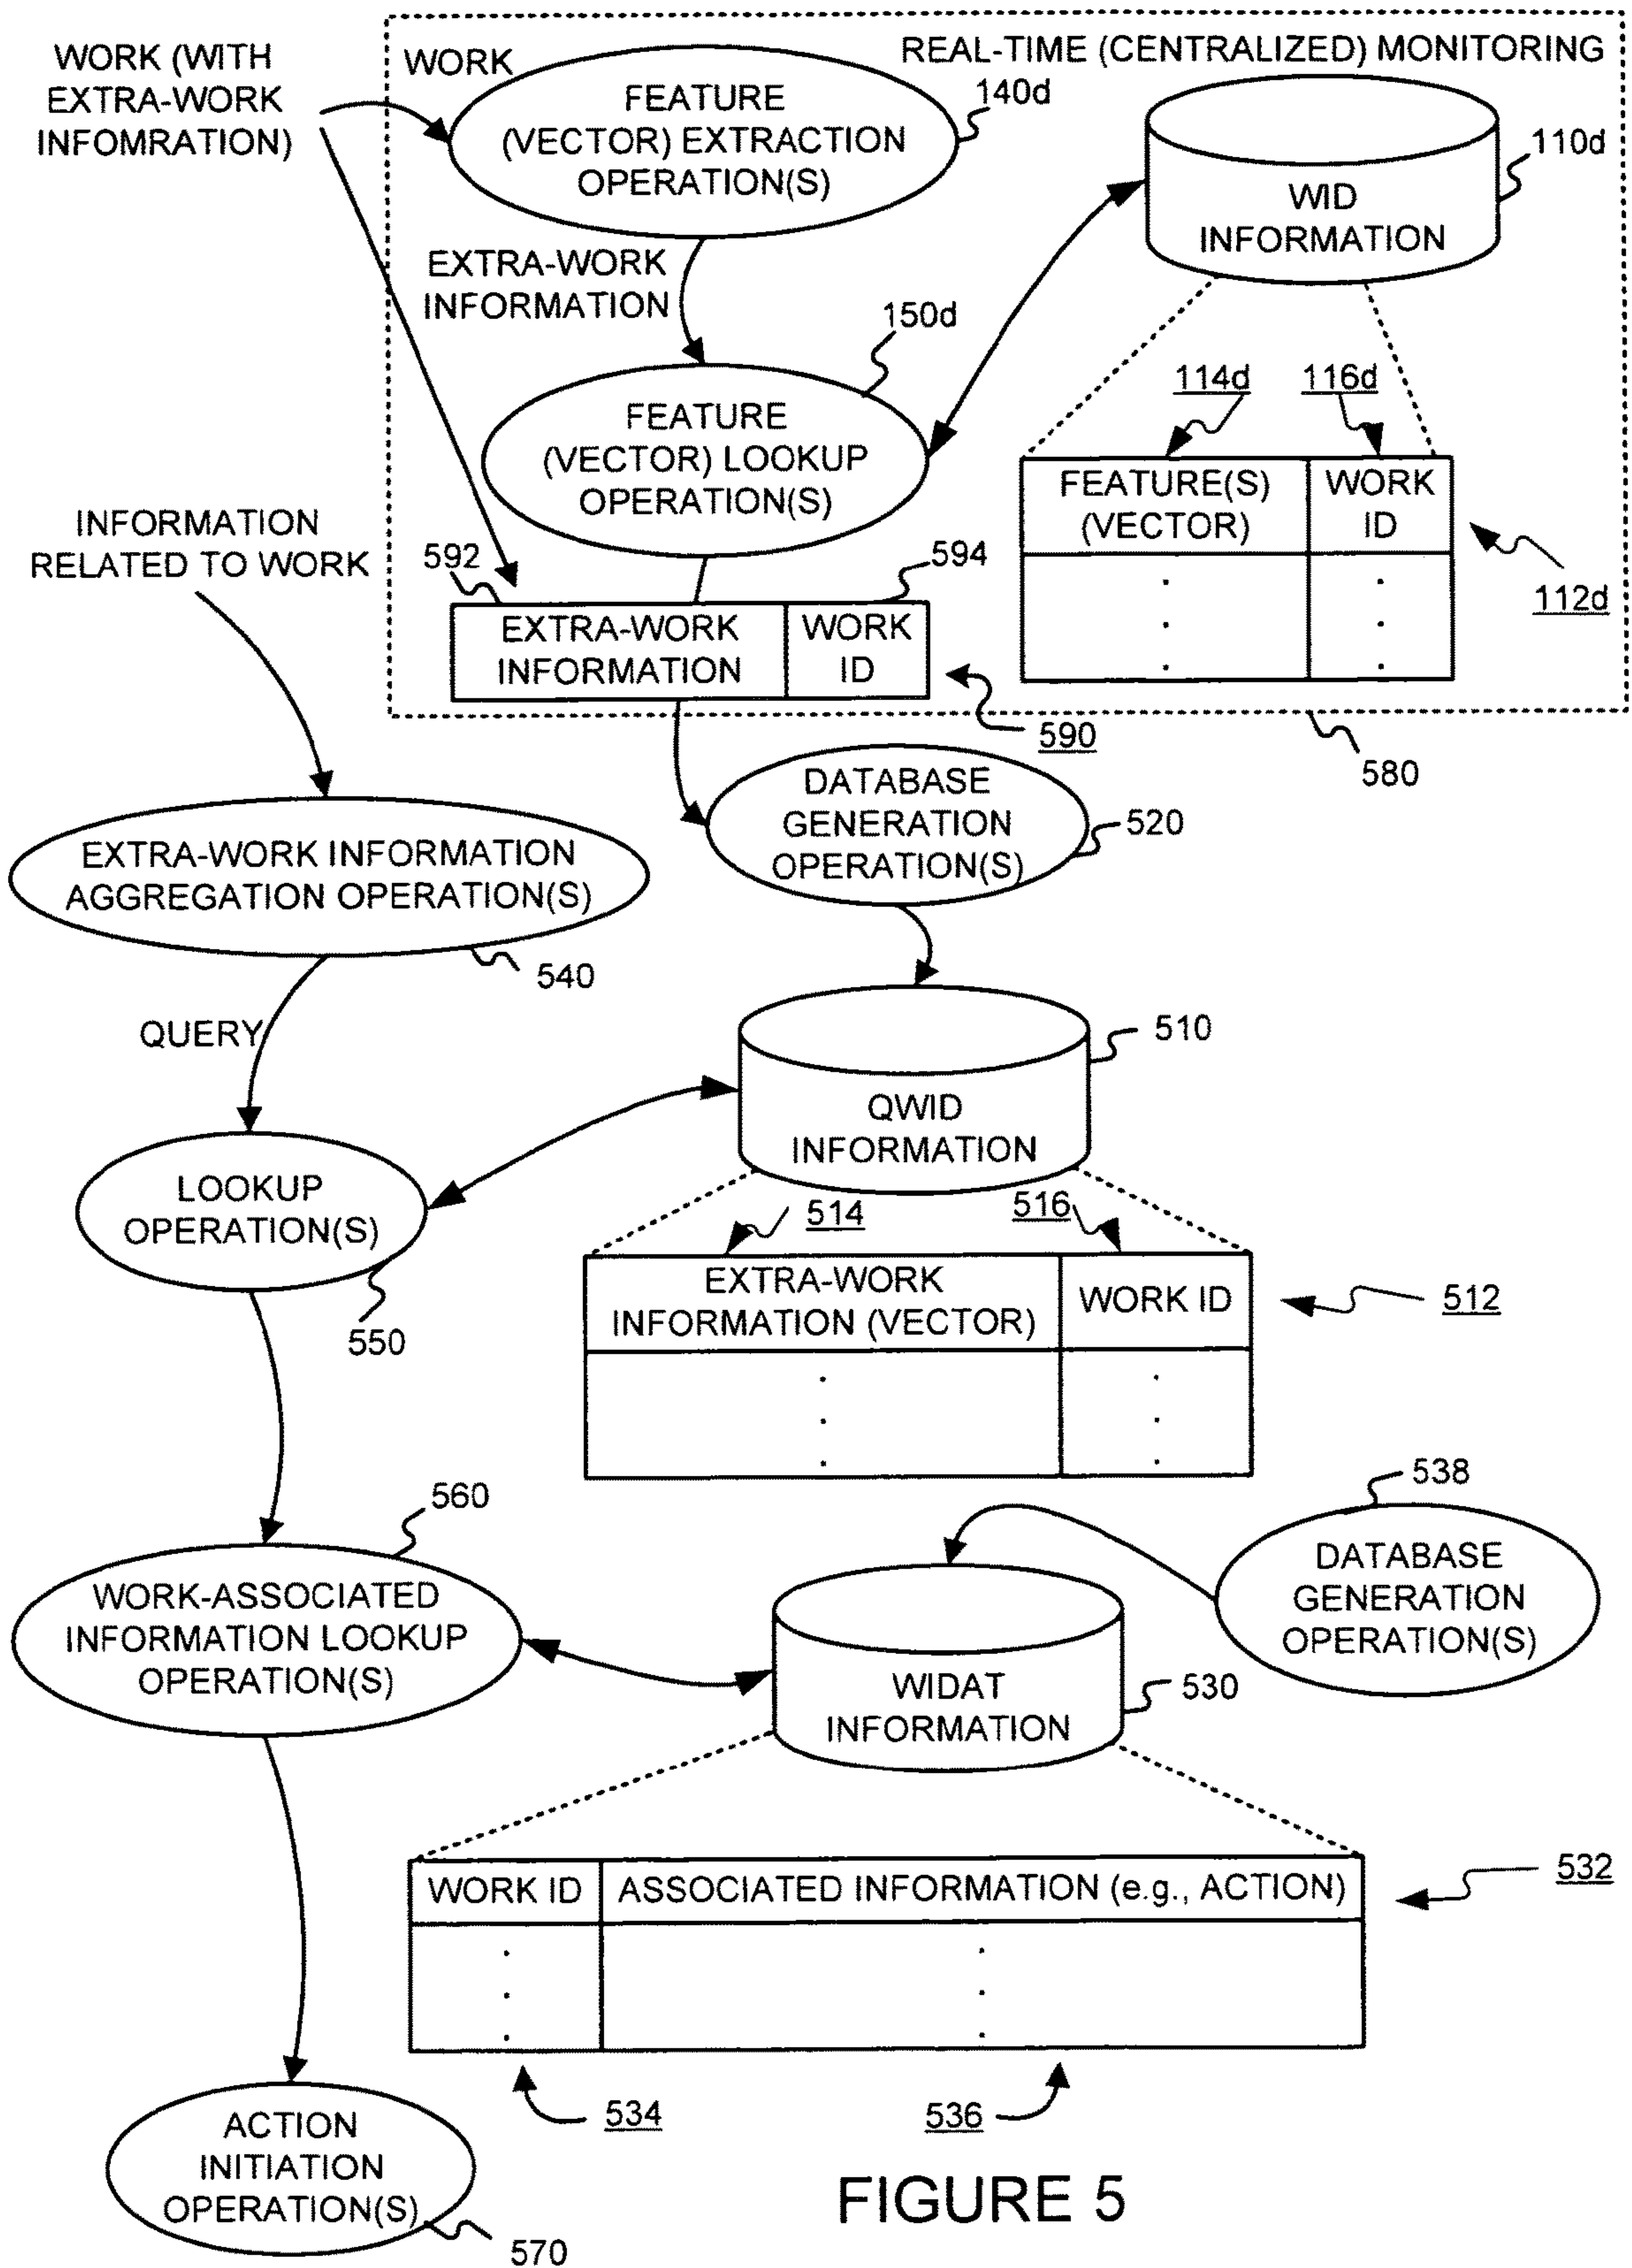 WORK (WITH
EXTRA-WORK
INFOMRATION)
WORK
REAL-TIME (CENTRALIZED) MONITORING
FEATURE
(VECTOR) EXTRACTION
OPERATION(S)
140d
110d
WID
INFORMATION
EXTRA-WORK
INFORMATION
150d
FEATURE
(VECTOR) LOOKUP
OPERATION(S)
114d
116d
FEATURE(S)
(VECTOR)
WORK
ID
112d
INFORMATION
RELATED TO WORK
592
594
EXTRA-WORK
INFORMATION
WORK
ID
590
580
DATABASE
GENERATION
OPERATION(S)
520
EXTRA-WORK INFORMATION
AGGREGATION OPERATION(S)
540
QUERY
510
QWID
INFORMATION
LOOKUP
OPERATION(S)
550
514
516
EXTRA-WORK
INFORMATION (VECTOR)
WORK ID
512
538
DATABASE
GENERATION
OPERATION(S)
560
WORK-ASSOCIATED
INFORMATION LOOKUP
OPERATION(S)
WIDAT
INFORMATION
530
WORK ID
ASSOCIATED INFORMATION (e.g., ACTION)
532
534
536
ACTION
INITIATION
OPERATION(S)
570
FIGURE 5